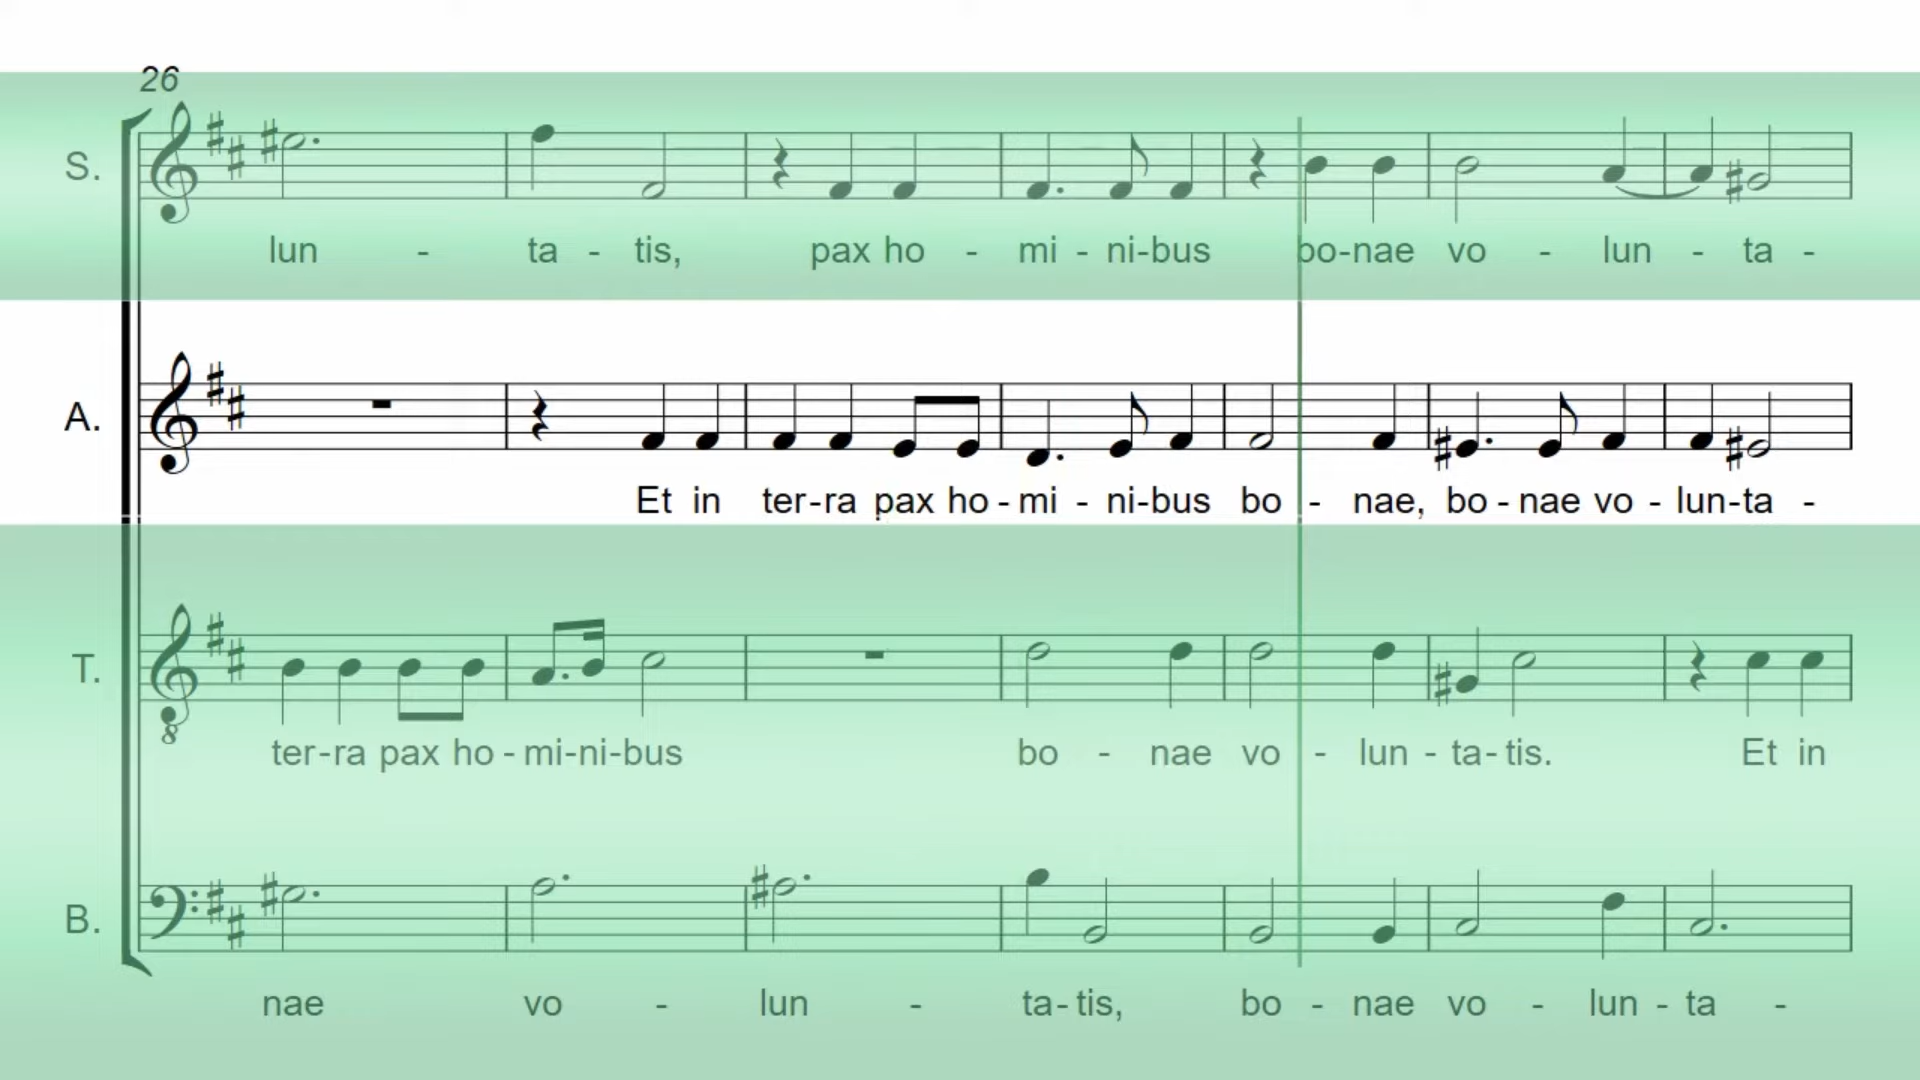 26
S.
lun - ta - tis, pax ho - mi - ni-bus bo-nae vo - lun - ta -
A.
Et in ter-ra pax ho-mi - ni-bus bo - nae, bo-nae vo - lun-ta -
T.
8
ter-ra pax ho-mi-ni-bus bo - nae vo - lun-ta-tis. Et in
B.
nae vo - lun - ta-tis, bo - nae vo - lun-ta -